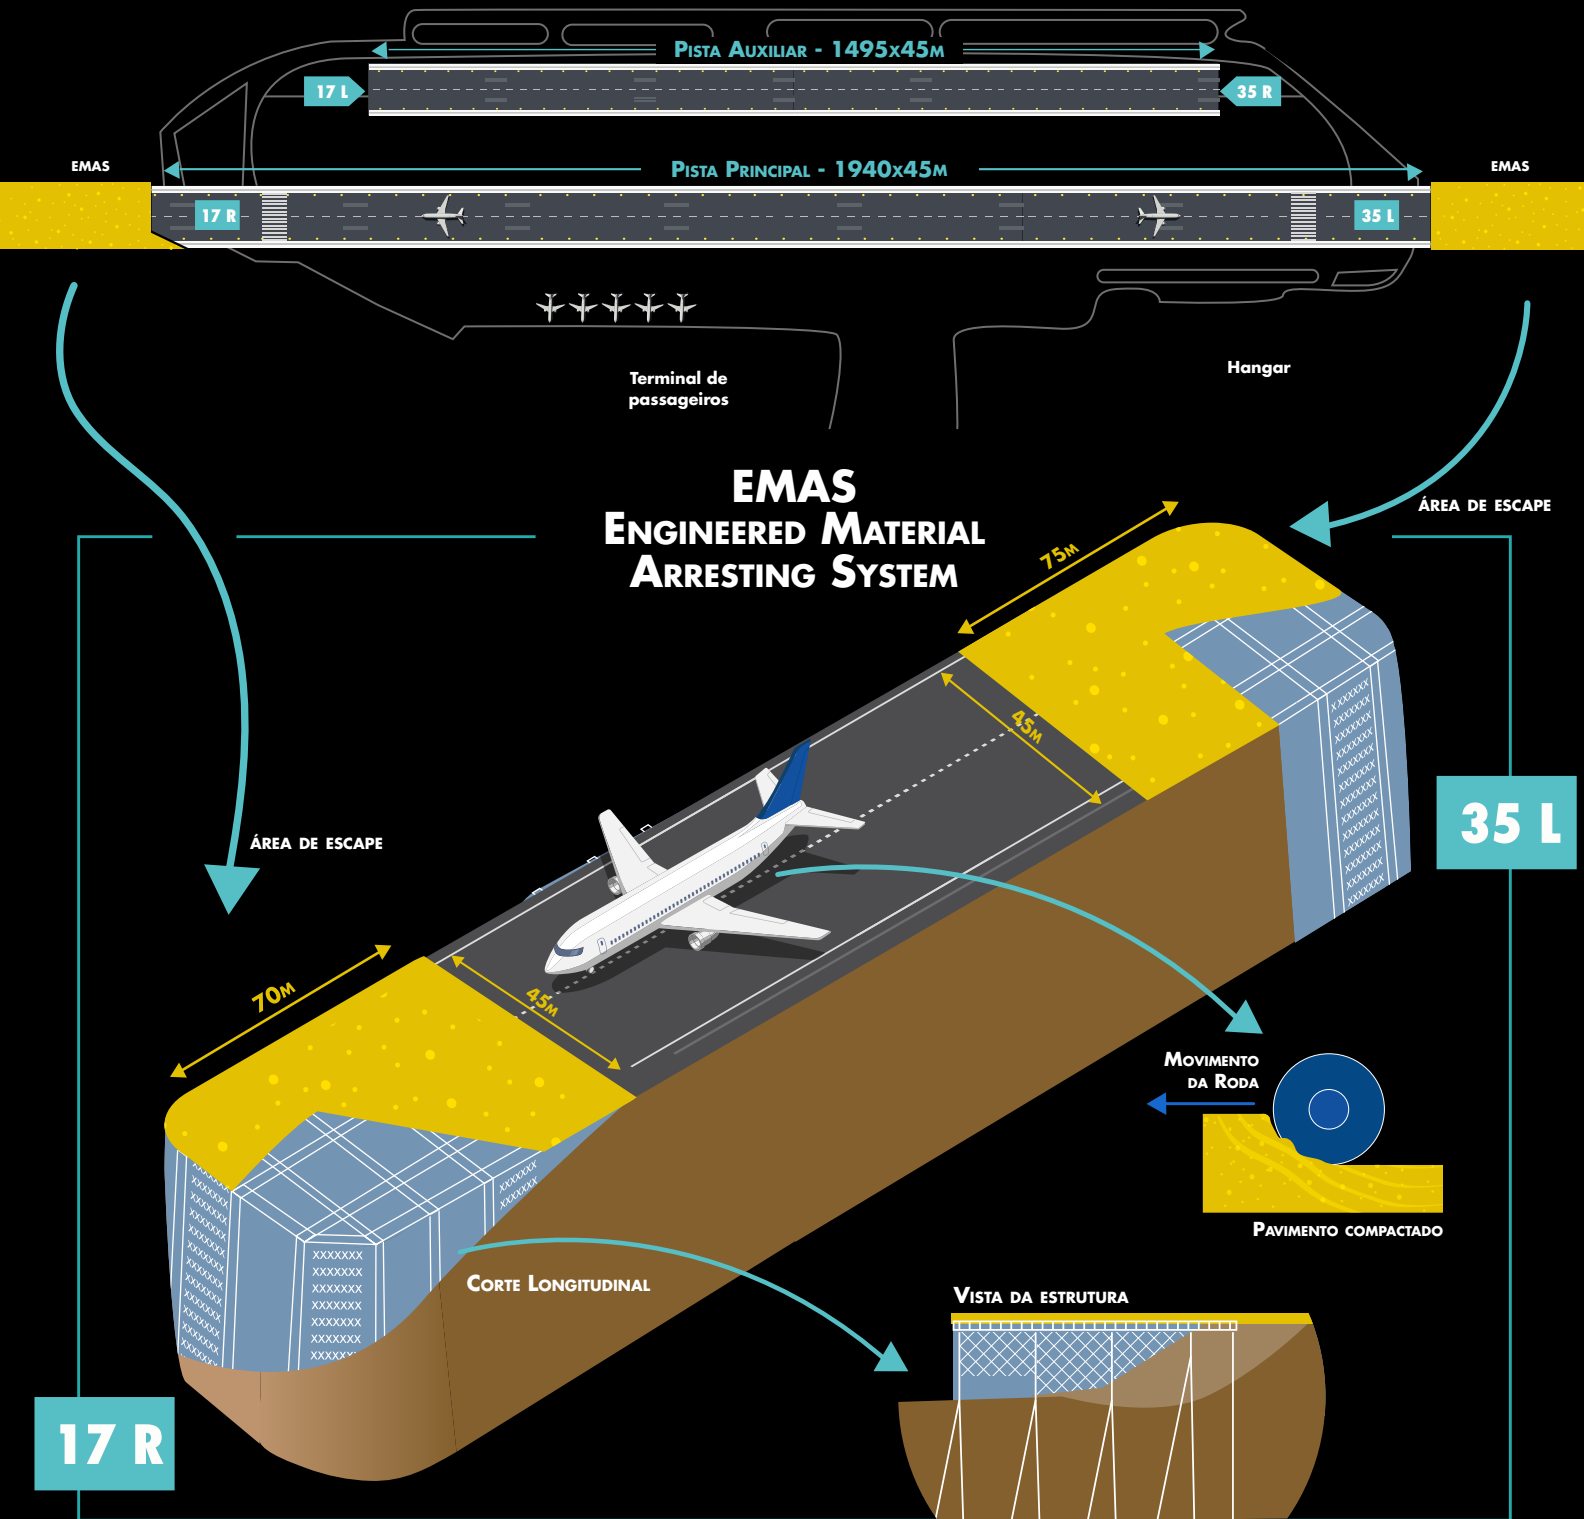 Pista Auxiliar - 1495x45m
17 L
35 R
EMAS
Pista Principal - 1940x45m
EMAS
17 R
35 L
Terminal de
passageiros
Hangar
EMAS
Engineered Material
Arresting System
Área de escape
75m
45m
35 L
Área de escape
70m
45m
Movimento
da Roda
Pavimento compactado
Corte Longitudinal
Vista da estrutura
17 R